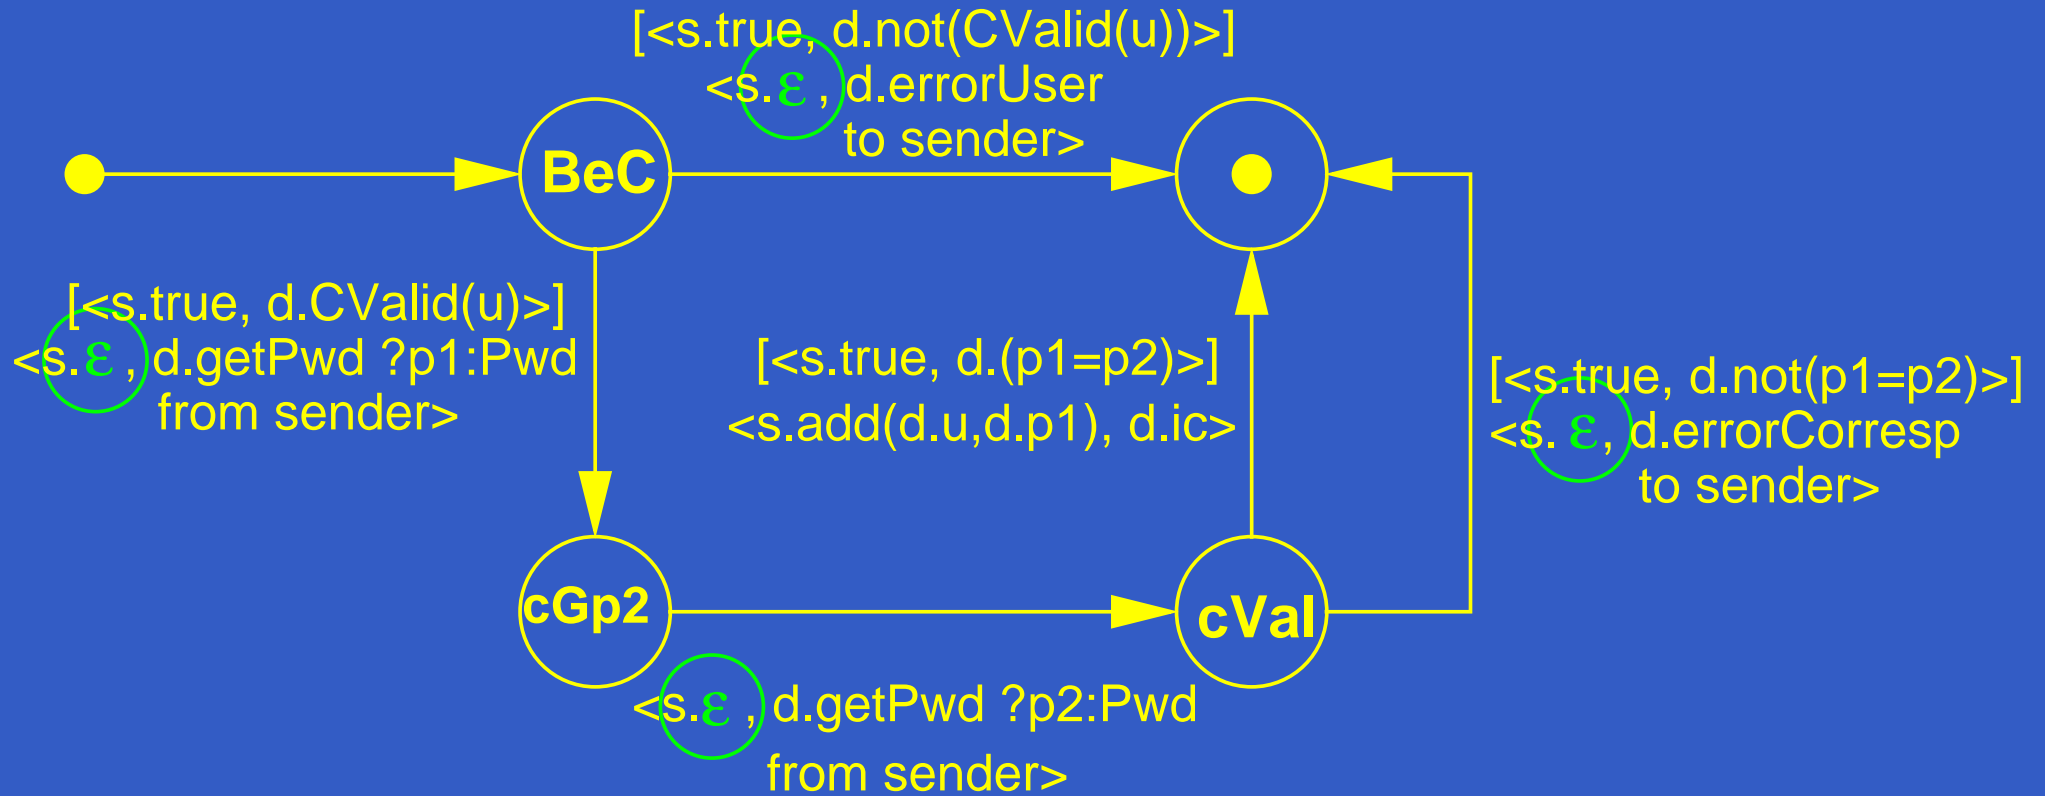 [<s.true, d.not(CValid(u))>]
<s.ε , d.errorUser
to sender>
BeC
[<s.true, d.CValid(u)>]
<s.ε , d.getPwd ?p1:Pwd
from sender>
[<s.true, d.(p1=p2)>]
<s.add(d.u,d.p1), d.ic>
[<s.true, d.not(p1=p2)>]
<s. ε, d.errorCorresp
to sender>
cGp2
cVal
<s.ε , d.getPwd ?p2:Pwd
from sender>